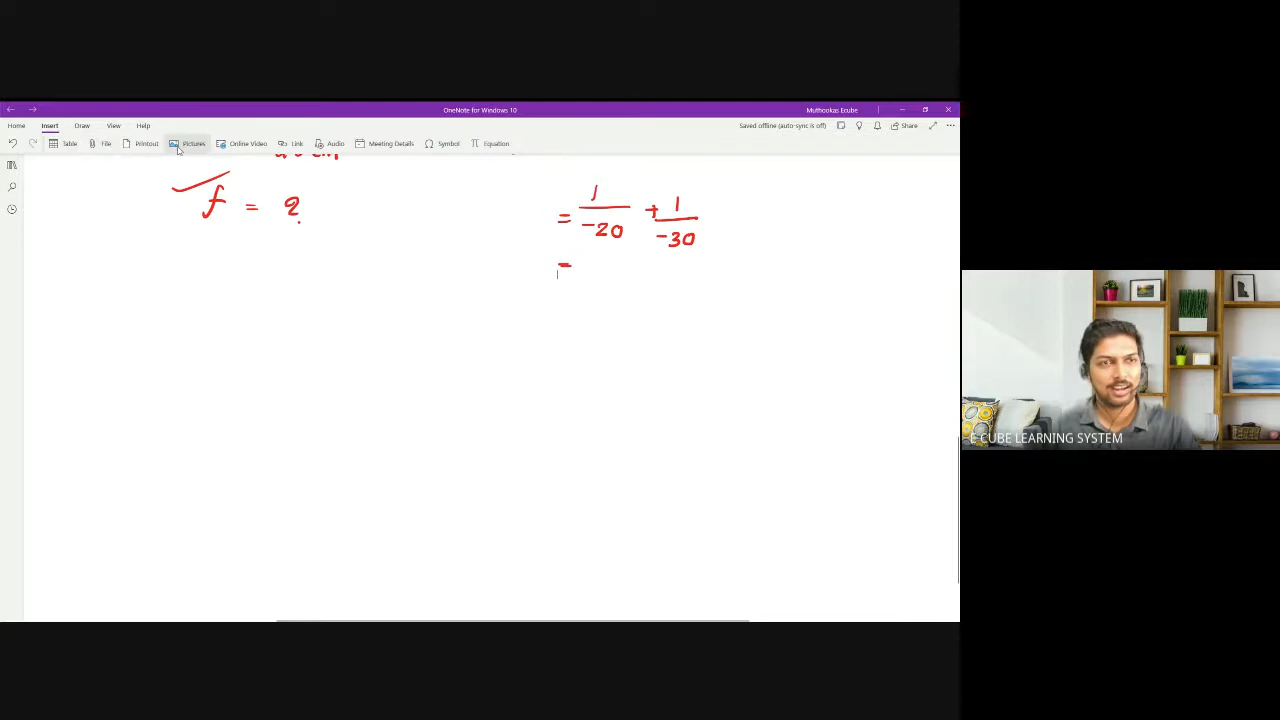 OneNote for Windows 10
Muthookas Ecube
Home Insert Draw View Help
Saved offline (auto-sync is off) Share
Table File Printout Pictures Online Video Link Audio Meeting Details Symbol Equation
f = ?
= 1/-20 + 1/-30
=
E CUBE LEARNING SYSTEM